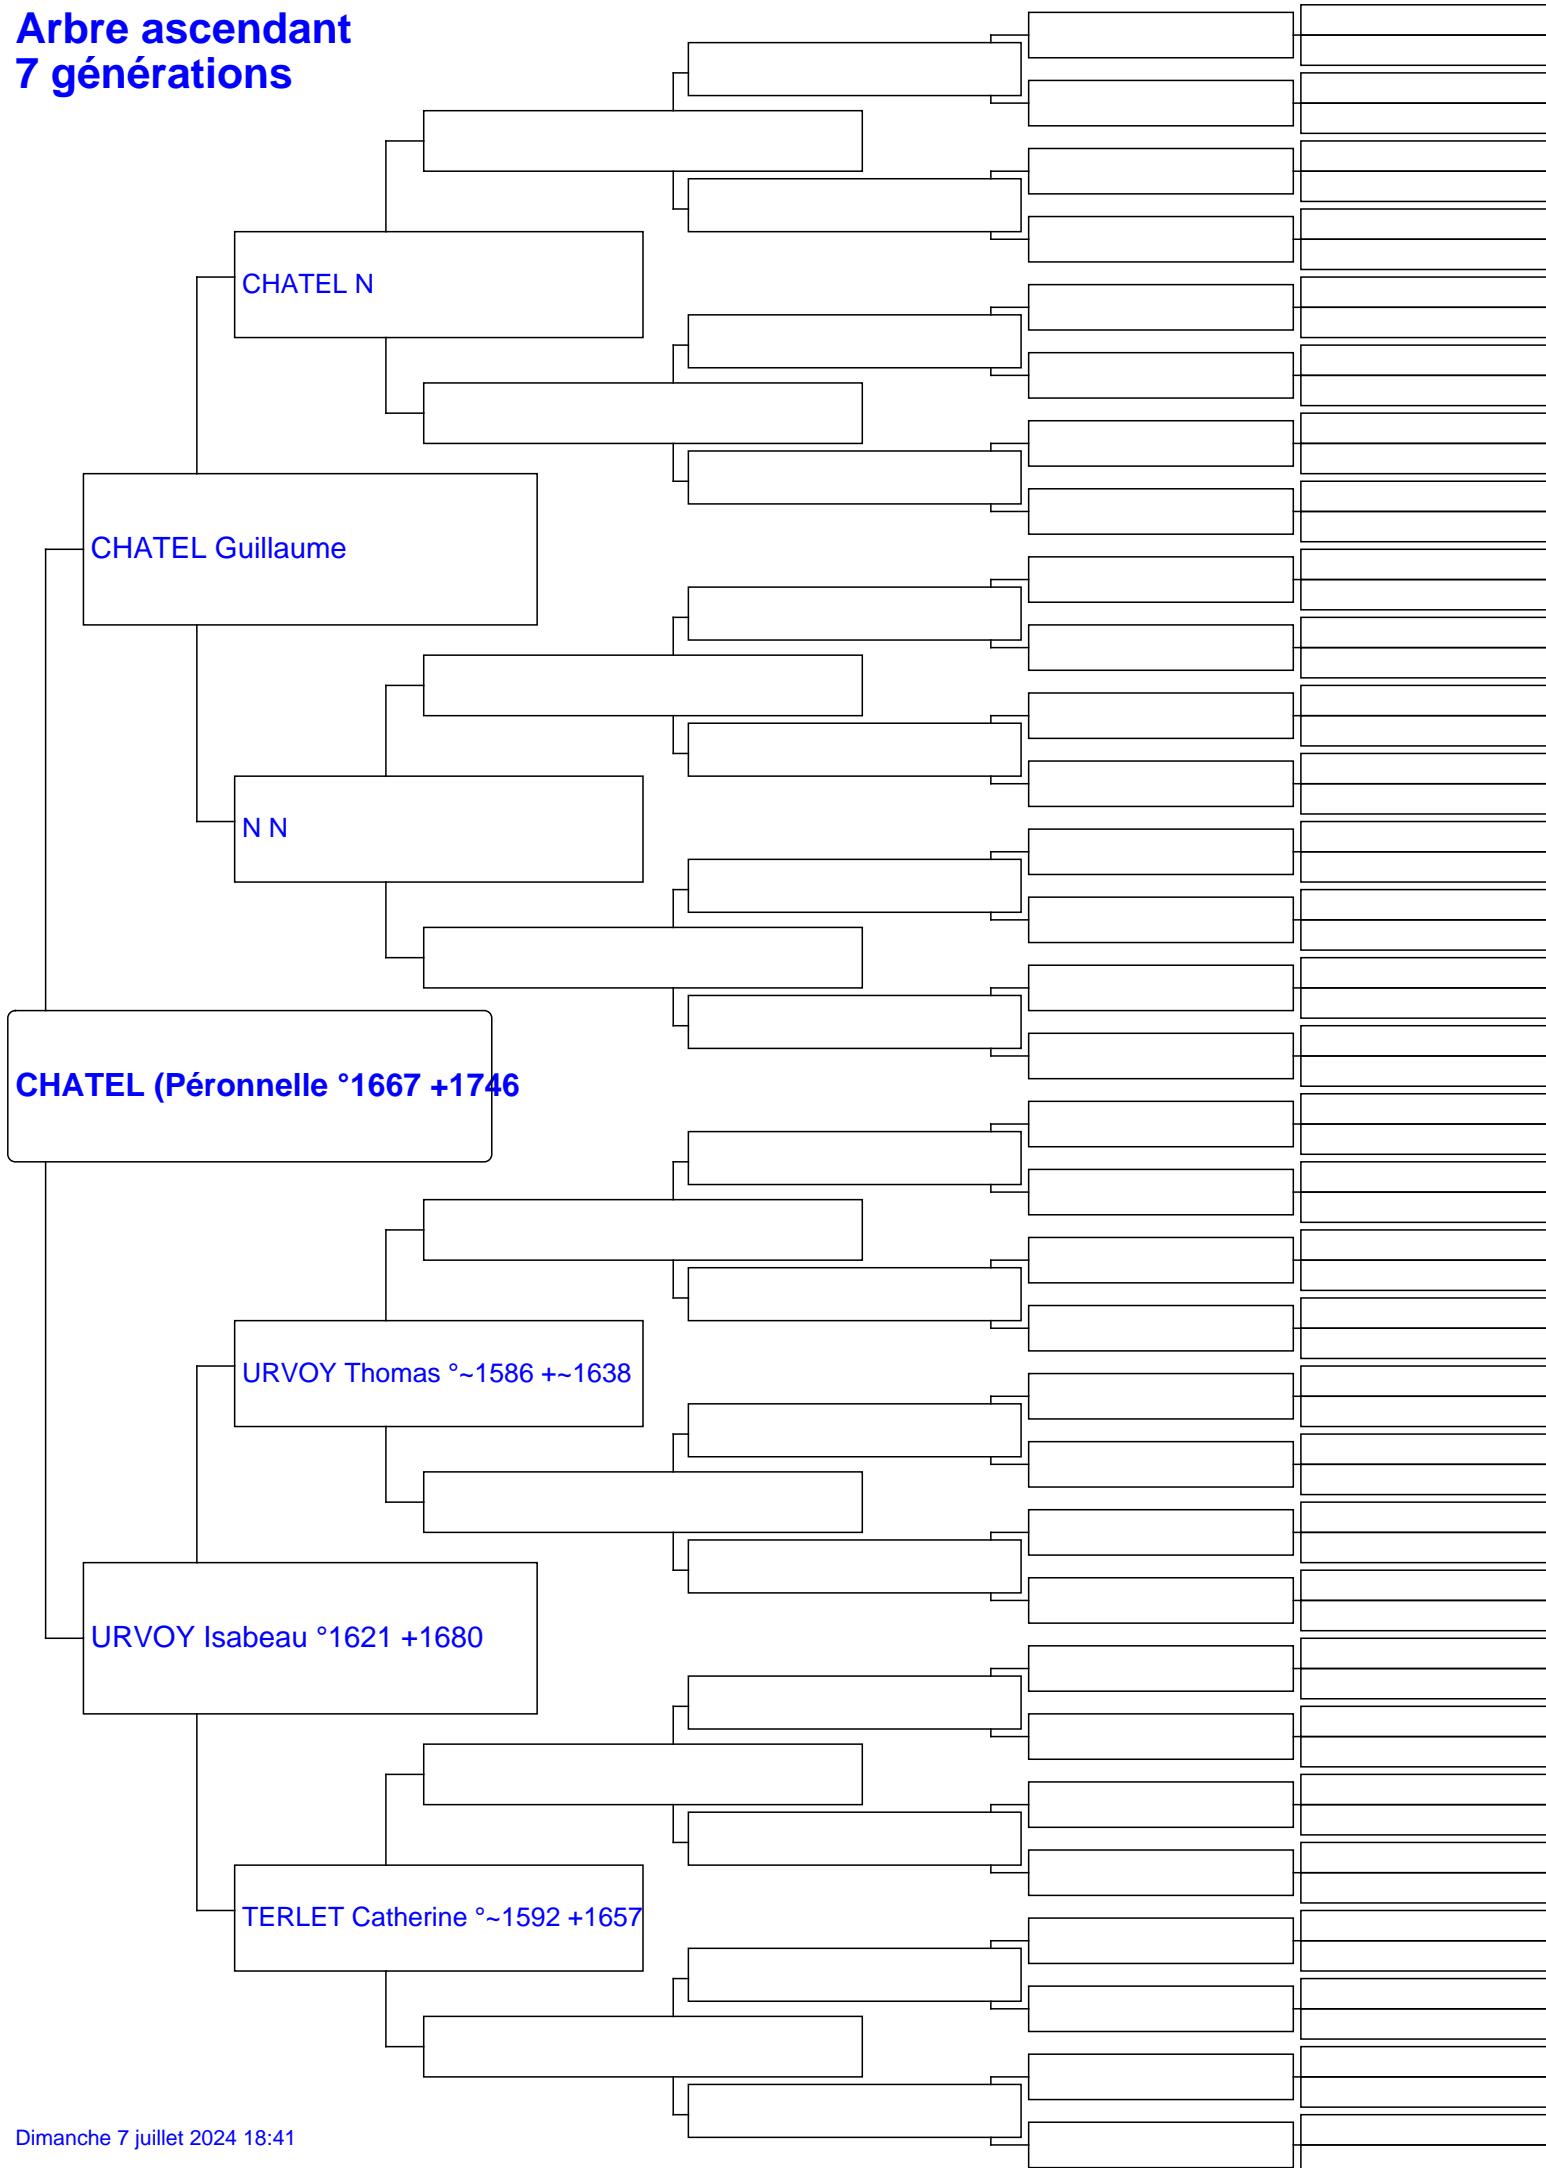 Arbre ascendant
7 générations
CHATEL N
CHATEL Guillaume
N N
CHATEL (Péronnelle °1667 +1746
URVOY Thomas °~1586 +~1638
URVOY Isabeau °1621 +1680
TERLET Catherine °~1592 +1657
Dimanche 7 juillet 2024 18:41